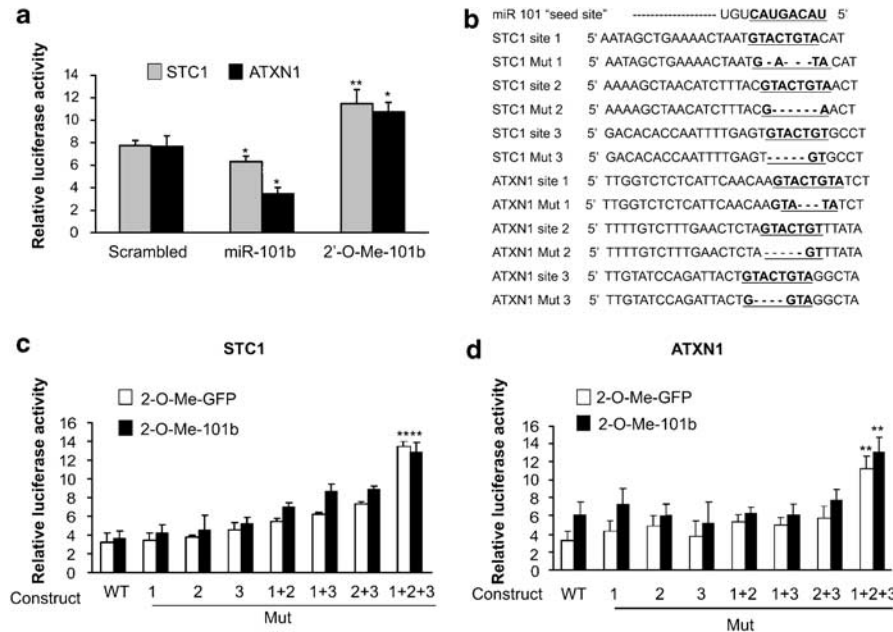 a
STC1 ATXN1
Relative luciferase activity
14
12
10
8
6
4
2
0
** *
* *
Scrambled miR-101b 2'-O-Me-101b
b
miR 101 "seed site" ------------------- UGUCAUGACAU 5'
STC1 site 1 5' AATAGCTGAAAACTAATGTACTGTACAT
STC1 Mut 1 5' AATAGCTGAAAACTAATG-A---TACAT
STC1 site 2 5' AAAAGCTAACATCTTTACGTACTGTAACT
STC1 Mut 2 5' AAAAGCTAACATCTTTACG------AACT
STC1 site 3 5' GACACACCAATTTTGAGTGTACTGTGCCT
STC1 Mut 3 5' GACACACCAATTTTGAGT-----GTGCCT
ATXN1 site 1 5' TTGGTCTCTCATTCAACAAGTACTGTATCT
ATXN1 Mut 1 5' TTGGTCTCTCATTCAACAAGTA---TATCT
ATXN1 site 2 5' TTTTGTCTTTGAACTCTAGTACTGTTTATA
ATXN1 Mut 2 5' TTTTGTCTTTGAACTCTA-----GTTTATA
ATXN1 site 3 5' TTGTATCCAGATTACTGTACTGTAGGCTA
ATXN1 Mut 3 5' TTGTATCCAGATTACTG----GTAGGCTA
c
STC1
2-O-Me-GFP
2-O-Me-101b
Relative luciferase activity
16
14
12
10
8
6
4
2
0
****
Construct WT 1 2 3 1+2 1+3 2+3 1+2+3
Mut
d
ATXN1
2-O-Me-GFP
2-O-Me-101b
Relative luciferase activity
16
14
12
10
8
6
4
2
0
**
**
Construct WT 1 2 3 1+2 1+3 2+3 1+2+3
Mut